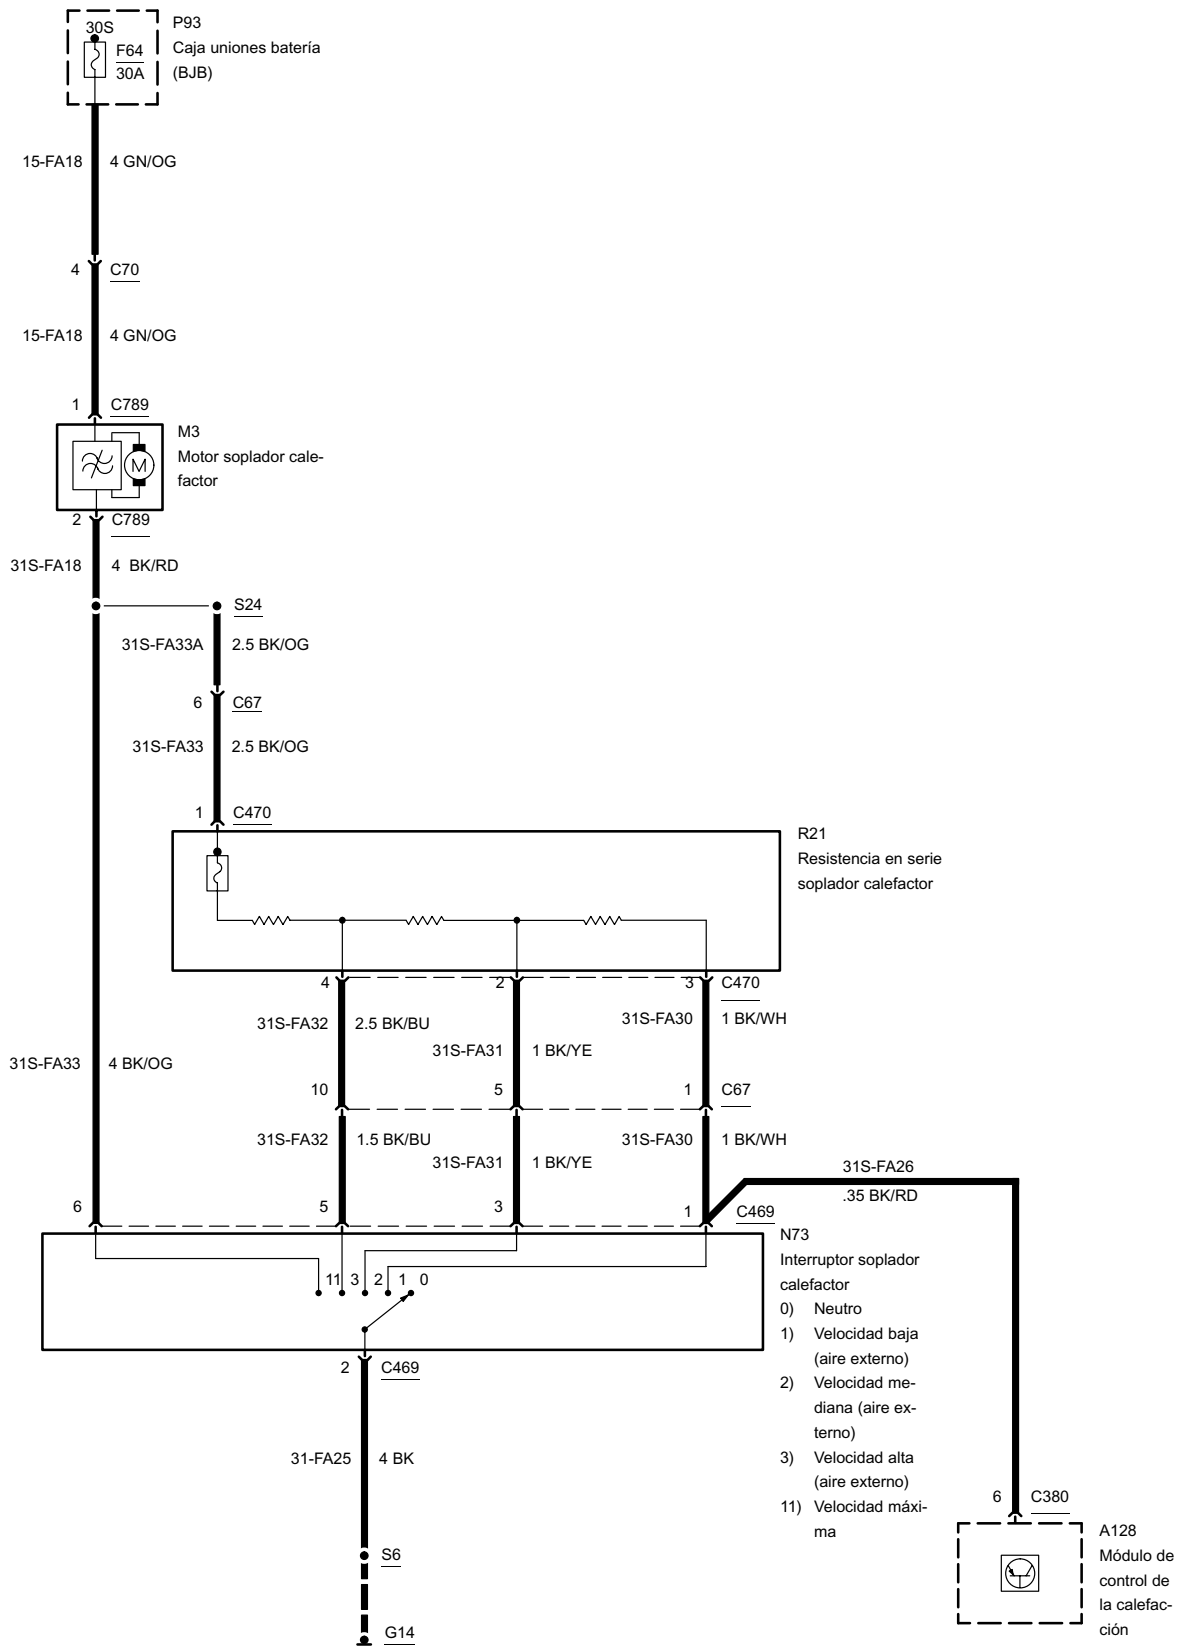 30S
F64
30A
P93
Caja uniones batería
(BJB)
15-FA18
4 GN/OG
4
C70
15-FA18
4 GN/OG
1
C789
M3
Motor soplador cale-
factor
M
2
C789
31S-FA18
4 BK/RD
S24
31S-FA33A
2.5 BK/OG
6
C67
31S-FA33
2.5 BK/OG
1
C470
R21
Resistencia en serie
soplador calefactor
4
2
3
C470
31S-FA32
2.5 BK/BU
31S-FA30
1 BK/WH
31S-FA31
1 BK/YE
31S-FA33
4 BK/OG
10
5
1
C67
31S-FA32
1.5 BK/BU
31S-FA30
1 BK/WH
31S-FA31
1 BK/YE
31S-FA26
.35 BK/RD
6
5
3
1
C469
N73
Interruptor soplador
calefactor
0) Neutro
1) Velocidad baja
(aire externo)
2) Velocidad me-
diana (aire ex-
terno)
3) Velocidad alta
(aire externo)
11) Velocidad máxi-
ma
11 3 2 1 0
2
C469
31-FA25
4 BK
S6
G14
6
C380
A128
Módulo de
control de
la calefac-
ción